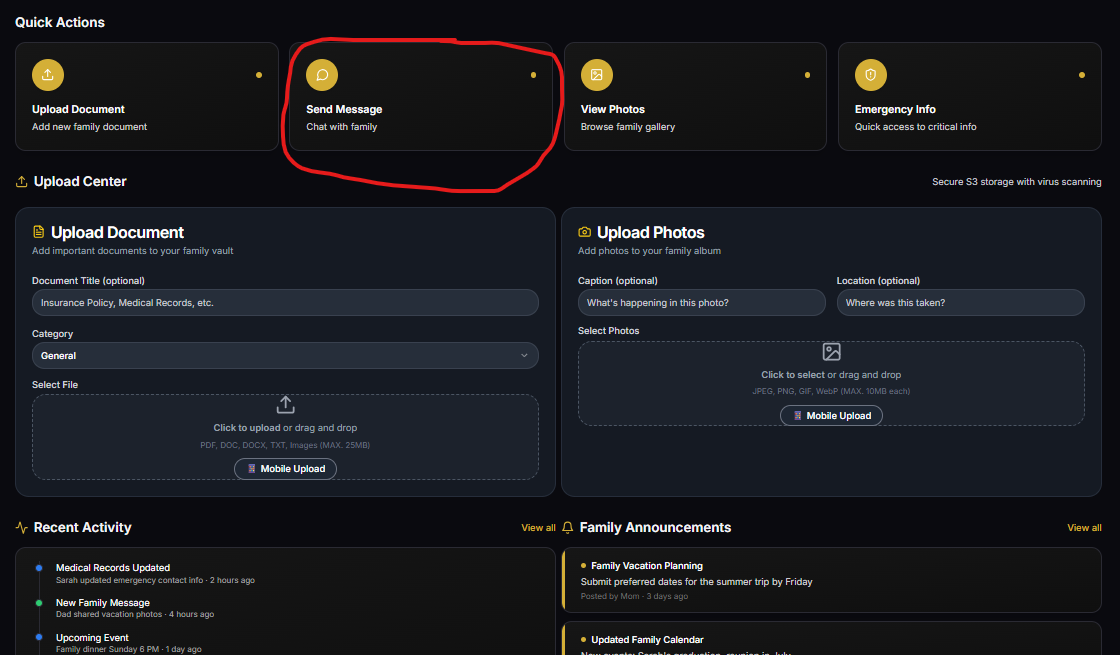 Quick Actions
Upload Document
Add new family document
Send Message
Chat with family
View Photos
Browse family gallery
Emergency Info
Quick access to critical info
Upload Center
Secure S3 storage with virus scanning
Upload Document
Add important documents to your family vault
Document Title (optional)
Insurance Policy, Medical Records, etc.
Category
General
Select File
Click to upload or drag and drop
PDF, DOC, DOCX, TXT, Images (MAX. 25MB)
Mobile Upload
Upload Photos
Add photos to your family album
Caption (optional)
What's happening in this photo?
Location (optional)
Where was this taken?
Select Photos
Click to select or drag and drop
JPEG, PNG, GIF, WebP (MAX. 10MB each)
Mobile Upload
Recent Activity
View all
Medical Records Updated
Sarah updated emergency contact info · 2 hours ago
New Family Message
Dad shared vacation photos · 4 hours ago
Upcoming Event
Family dinner Sunday 6 PM · 1 day ago
Family Announcements
View all
Family Vacation Planning
Submit preferred dates for the summer trip by Friday
Posted by Mom · 3 days ago
Updated Family Calendar